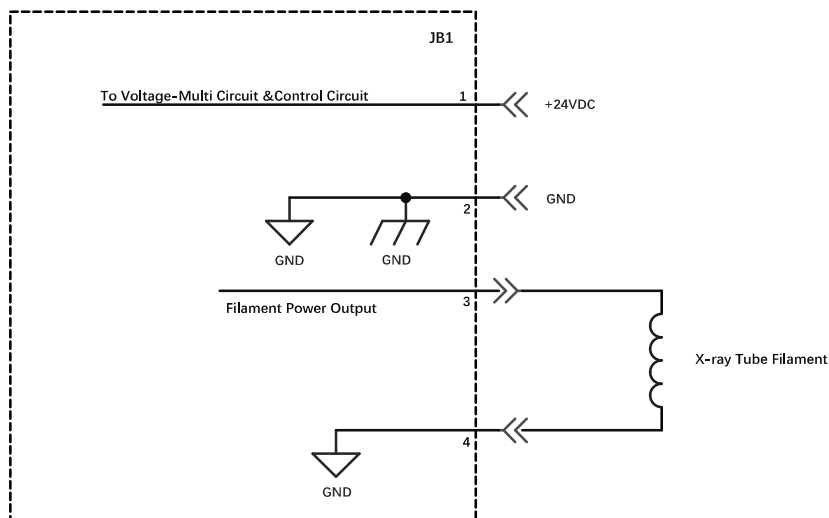 JB1
To Voltage-Multi Circuit &Control Circuit
1
+24VDC
2
GND
GND
GND
3
Filament Power Output
X-ray Tube Filament
4
GND